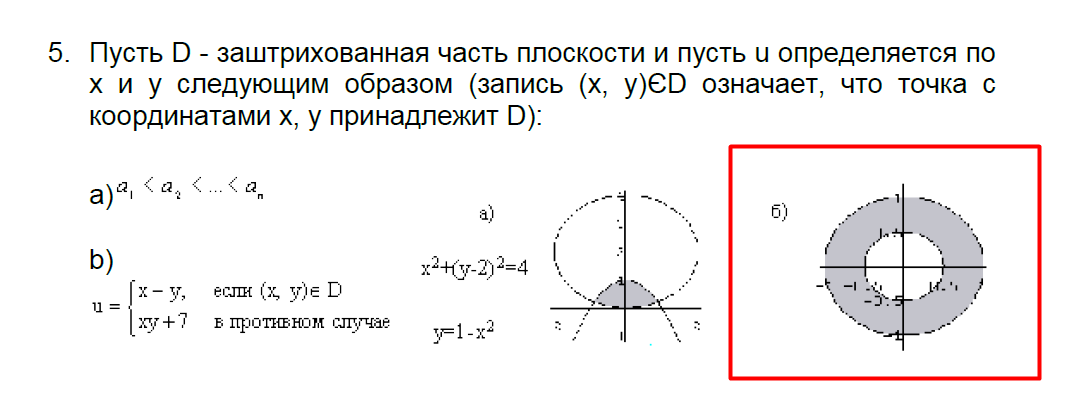 5. Пусть D - заштрихованная часть плоскости и пусть u определяется по
x и y следующим образом (запись (x, y)ЄD означает, что точка с
координатами x, y принадлежит D):
a) a₁ < a₂ < ... < aₙ
b)
u = { x – y, если (x, y)∈ D
xy + 7 в противном случае
а)
x²+(y-2)²=4
y=1-x²
б)